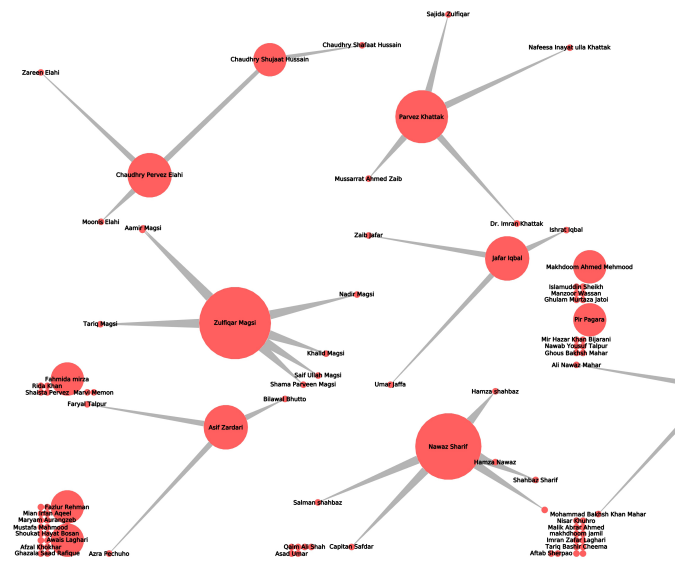 Sajida Zulfiqar
Chaudhry Shafaat Hussain
Nafeesa Inayat ulla Khattak
Chaudhry Shujaat Hussain
Zareen Elahi
Parvez Khattak
Chaudhry Pervez Elahi
Mussarrat Ahmed Zaib
Moonis Elahi
Dr. Imran Khattak
Aamir Magsi
Ishrat Iqbal
Zaib Jafar
Jafar Iqbal
Makhdoom Ahmed Mehmood
Islamuddin Sheikh
Manzoor Wassan
Ghulam Murtaza Jatoi
Nadir Magsi
Pir Pagara
Zulfiqar Magsi
Tariq Magsi
Mir Hazar Khan Bijarani
Nawab Yousuf Talpur
Ghous Bakhsh Mahar
Khalid Magsi
Ali Nawaz Mahar
Saif Ullah Magsi
Fahmida mirza
Rida Khan
Shama Parveen Magsi
Umar Jaffa
Shaista Pervez
Marvi Memon
Hamza shahbaz
Bilawal Bhutto
Faryal Talpur
Asif Zardari
Nawaz Sharif
Hamza Nawaz
Shahbaz Sharif
Salman shahbaz
Fazlur Rehman
Mian Irfan Aqeel
Mohammad Bakhsh Khan Mahar
Maryam Aurangzeb
Nisar Khuhro
Mustafa Mahmood
Malik Abrar Ahmed
Shoukat Hayat Bosan
makhdoom jamil
Awais Laghari
Imran Zafar Laghari
Afzal Khokhar
Qaim Ali Shah
Capitan Safdar
Tariq Bashir Cheema
Ghazala Saad Rafique
Azra Pechuho
Asad Umar
Aftab Sherpao